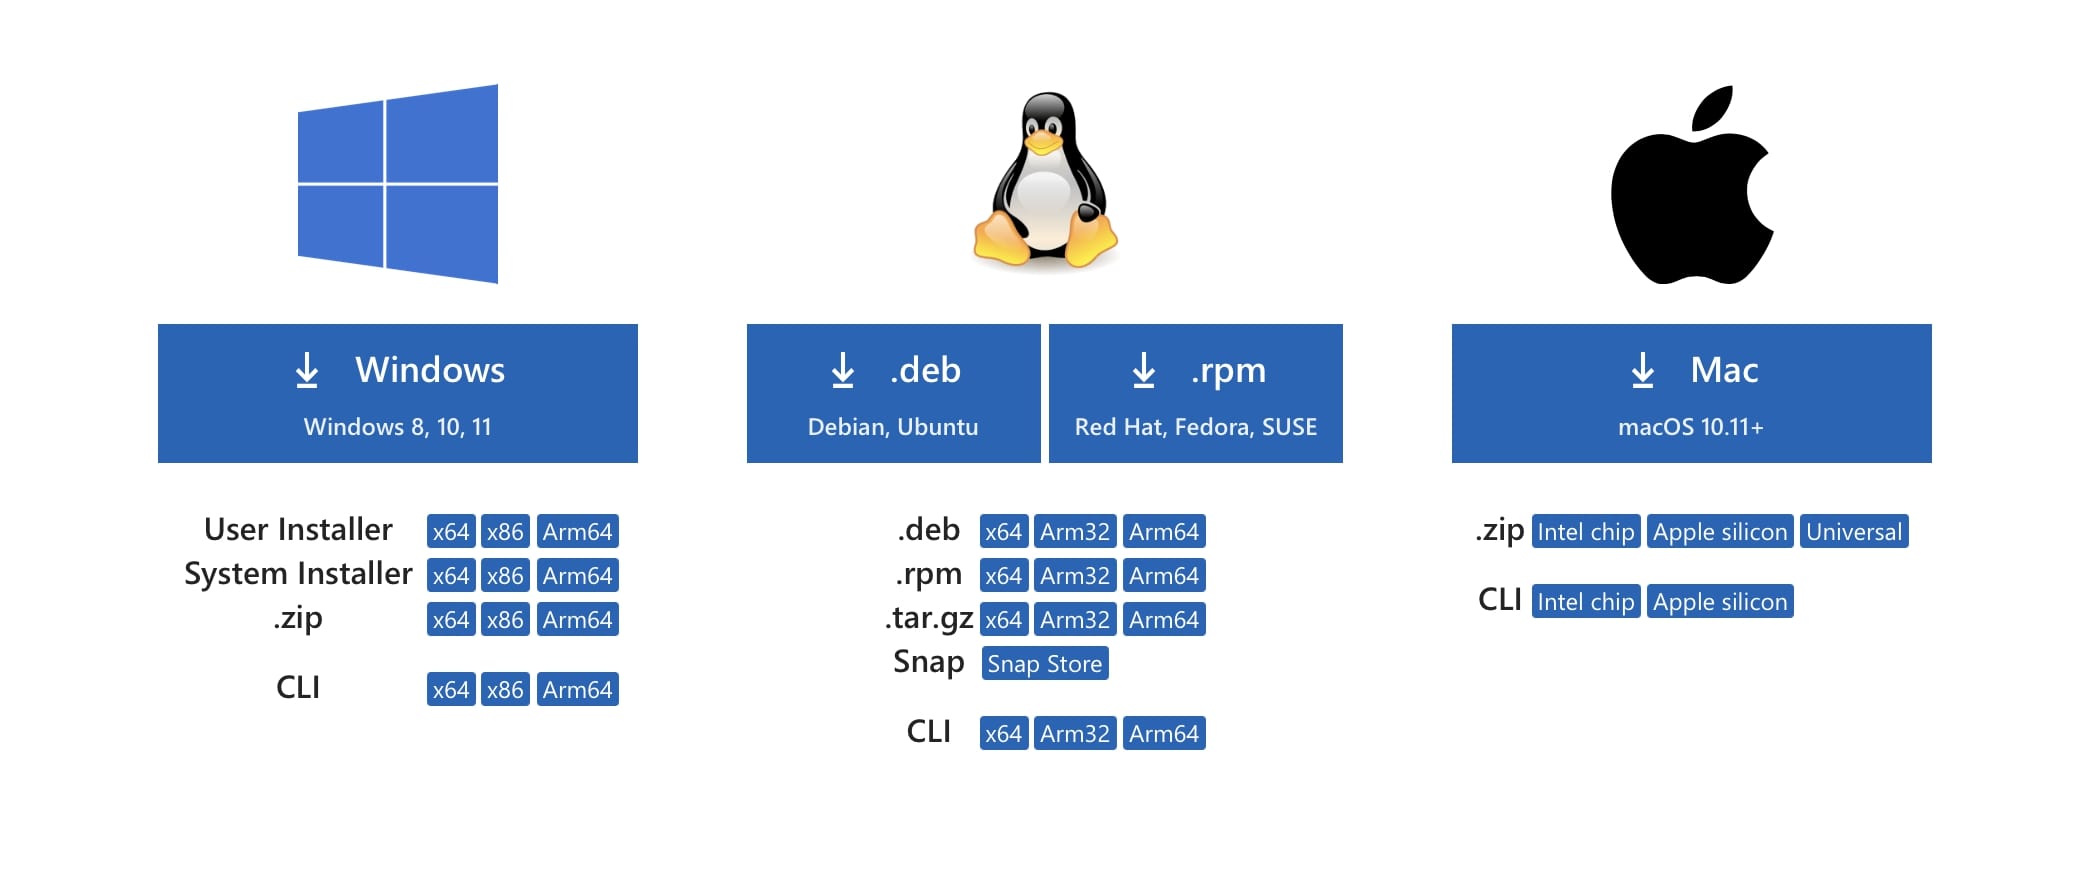 Windows
Windows 8, 10, 11
User Installer x64 x86 Arm64
System Installer x64 x86 Arm64
.zip x64 x86 Arm64
CLI x64 x86 Arm64
.deb
Debian, Ubuntu
.rpm
Red Hat, Fedora, SUSE
.deb x64 Arm32 Arm64
.rpm x64 Arm32 Arm64
.tar.gz x64 Arm32 Arm64
Snap Snap Store
CLI x64 Arm32 Arm64
Mac
macOS 10.11+
.zip Intel chip Apple silicon Universal
CLI Intel chip Apple silicon